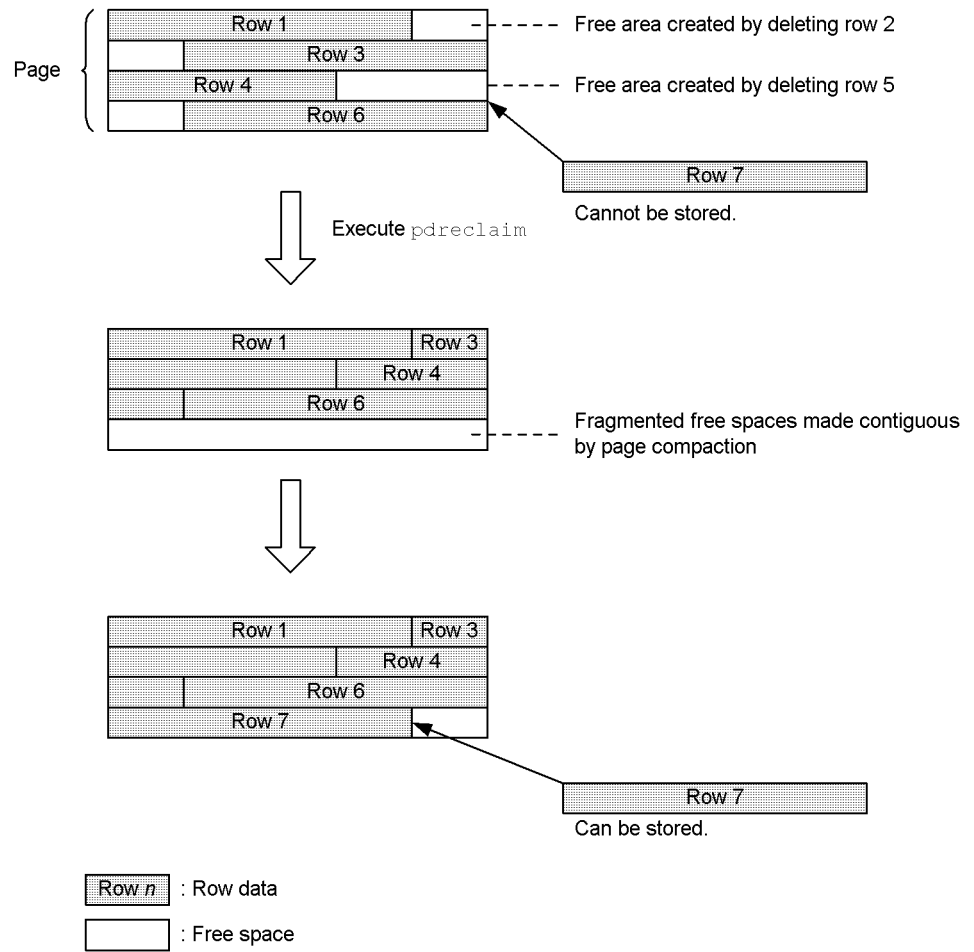 Row 1
Free area created by deleting row 2
Row 3
Page
Row 4
Free area created by deleting row 5
Row 6
Row 7
Cannot be stored.
Execute pdreclaim
Row 1 Row 3
Row 4
Row 6
Fragmented free spaces made contiguous
by page compaction
Row 1 Row 3
Row 4
Row 6
Row 7
Row 7
Can be stored.
Row n : Row data
: Free space